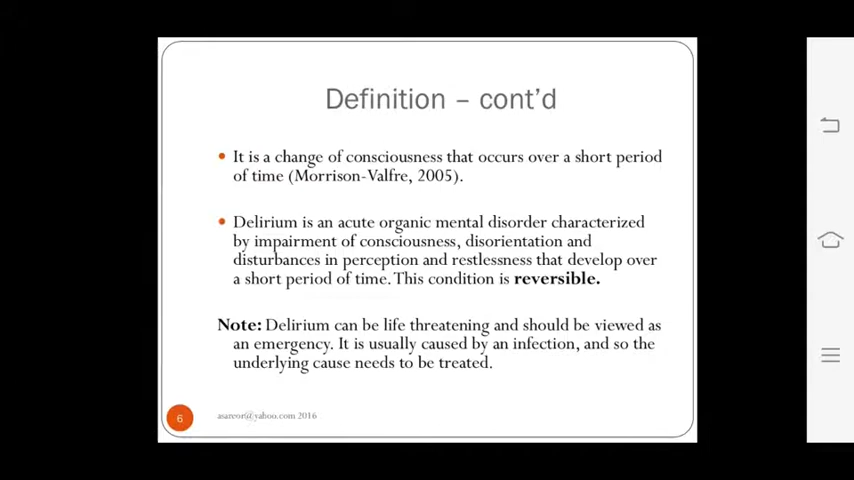 Definition – cont'd
• It is a change of consciousness that occurs over a short period
of time (Morrison-Valfre, 2005).
• Delirium is an acute organic mental disorder characterized
by impairment of consciousness, disorientation and
disturbances in perception and restlessness that develop over
a short period of time. This condition is reversible.
Note: Delirium can be life threatening and should be viewed as
an emergency. It is usually caused by an infection, and so the
underlying cause needs to be treated.
6
asareor@yahoo.com 2016